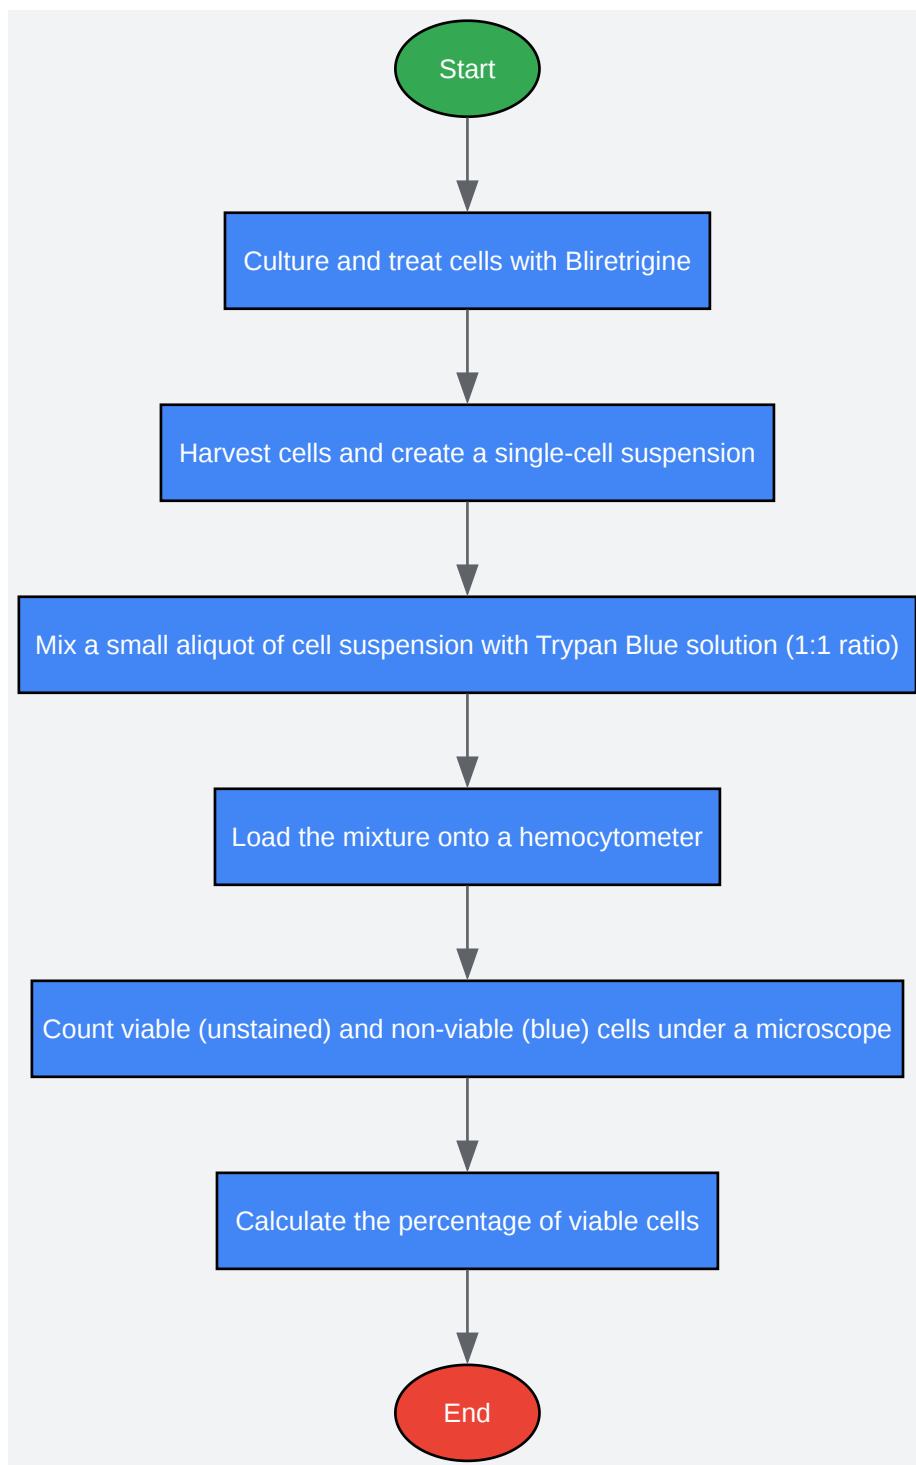 Start
Culture and treat cells with Bliretrigine
Harvest cells and create a single-cell suspension
Mix a small aliquot of cell suspension with Trypan Blue solution (1:1 ratio)
Load the mixture onto a hemocytometer
Count viable (unstained) and non-viable (blue) cells under a microscope
Calculate the percentage of viable cells
End